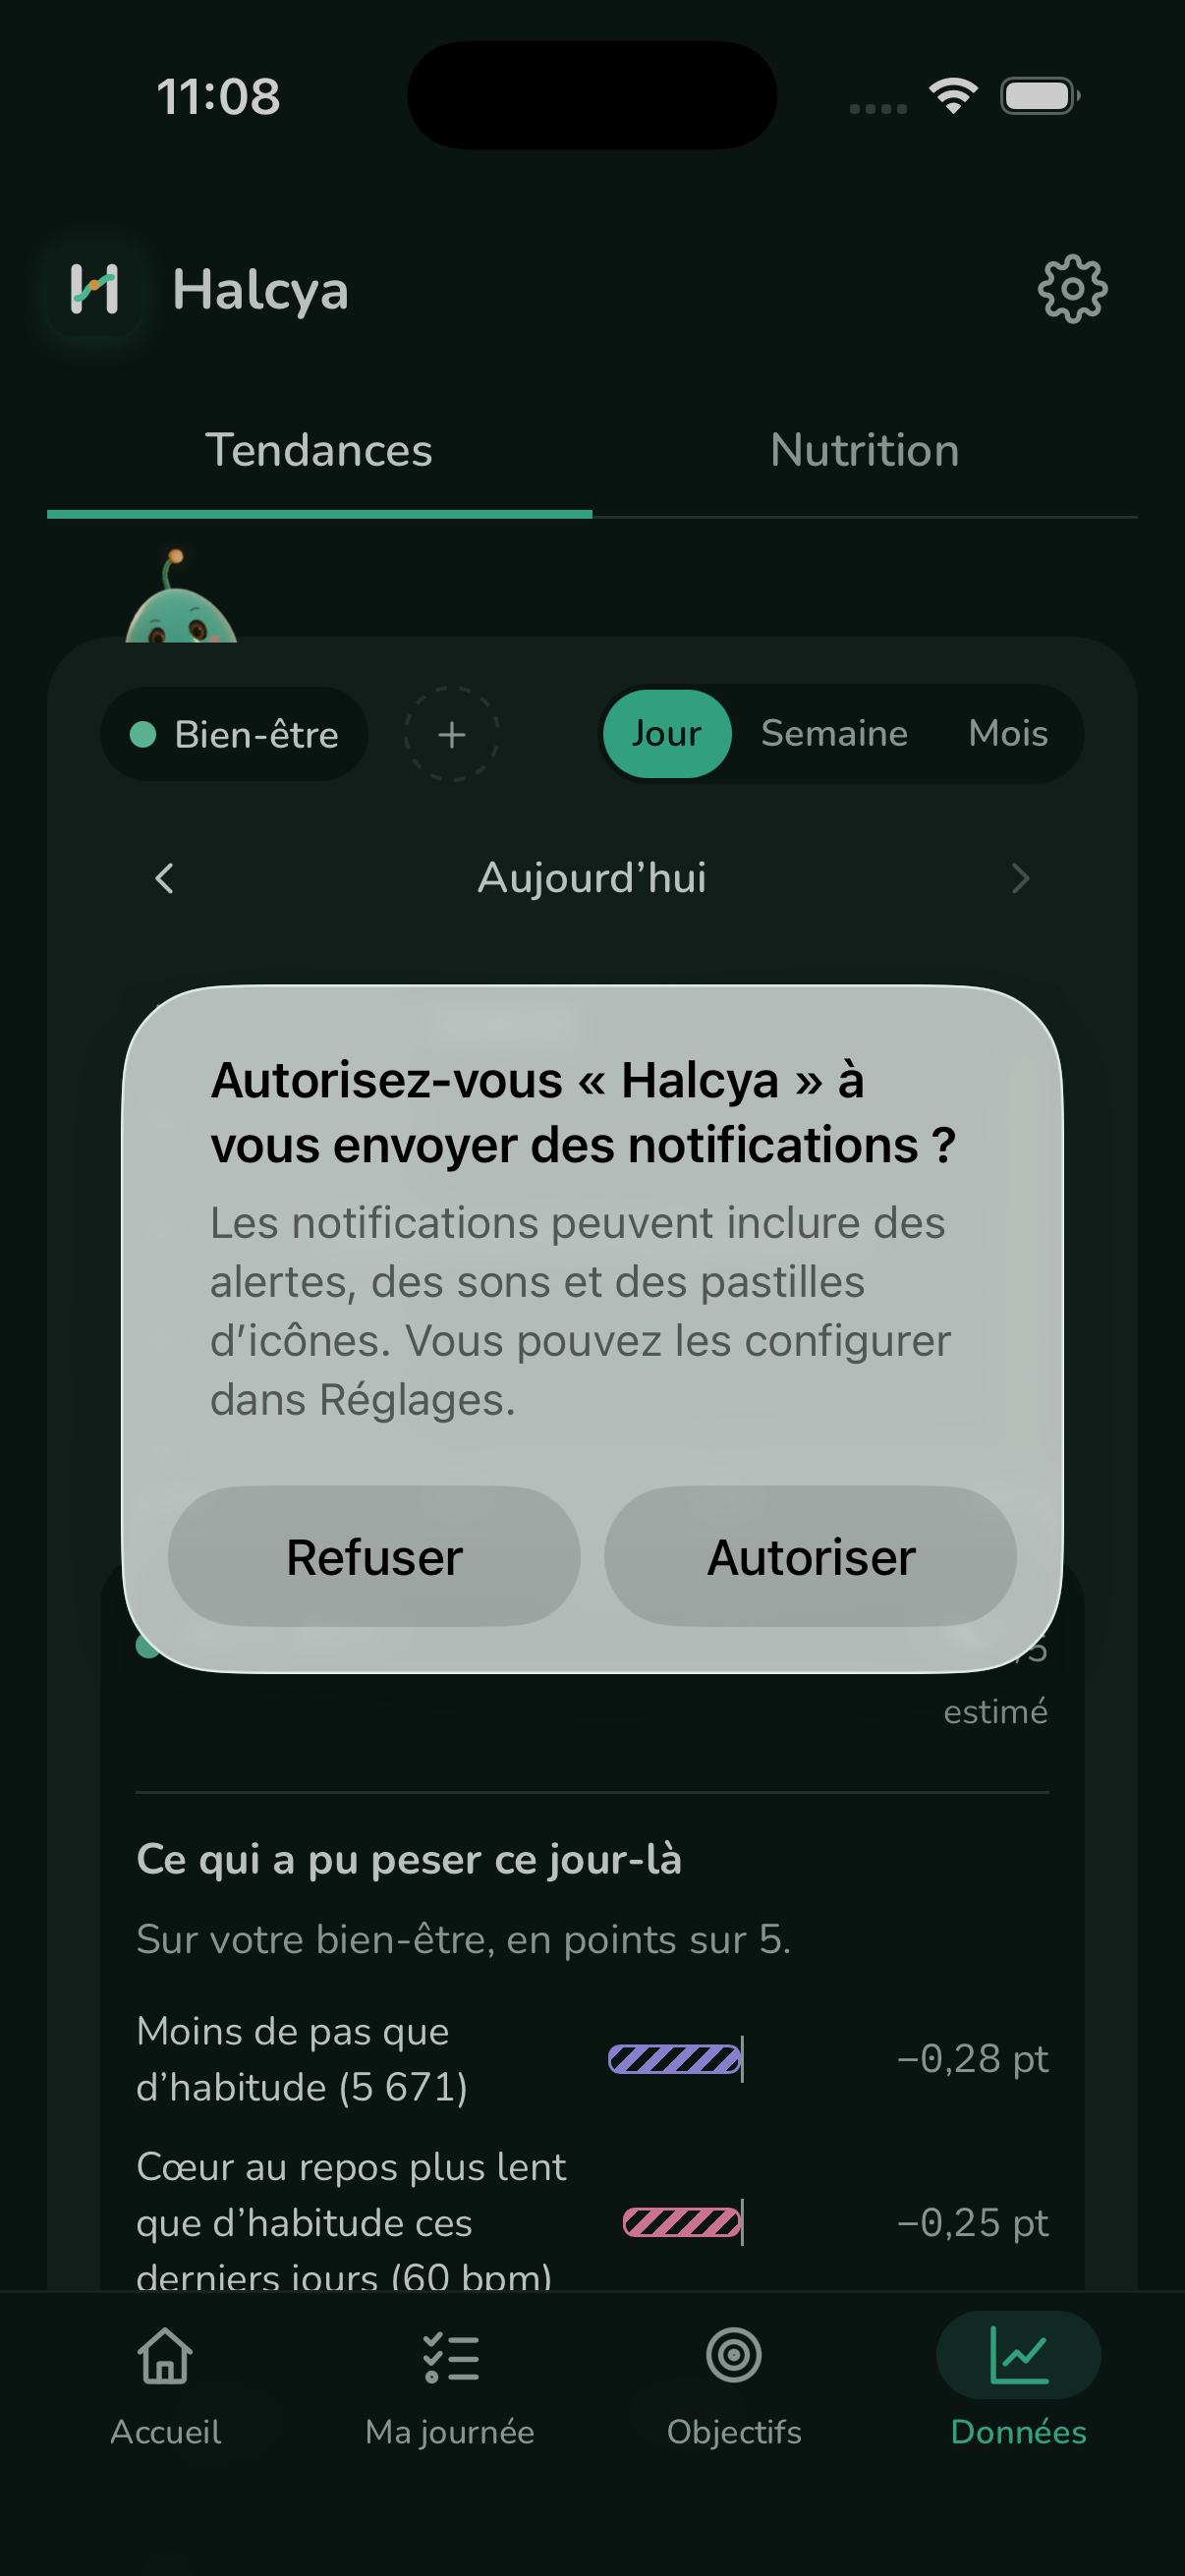 11:08
Halcya
Tendances
Nutrition
Bien-être
+
Jour
Semaine
Mois
Aujourd’hui
Autorisez-vous « Halcya » à
vous envoyer des notifications ?
Les notifications peuvent inclure des
alertes, des sons et des pastilles
d’icônes. Vous pouvez les configurer
dans Réglages.
Refuser
Autoriser
estimé
Ce qui a pu peser ce jour-là
Sur votre bien-être, en points sur 5.
Moins de pas que
d’habitude (5 671)
−0,28 pt
Cœur au repos plus lent
que d’habitude ces
derniers jours (60 bpm)
−0,25 pt
Accueil
Ma journée
Objectifs
Données